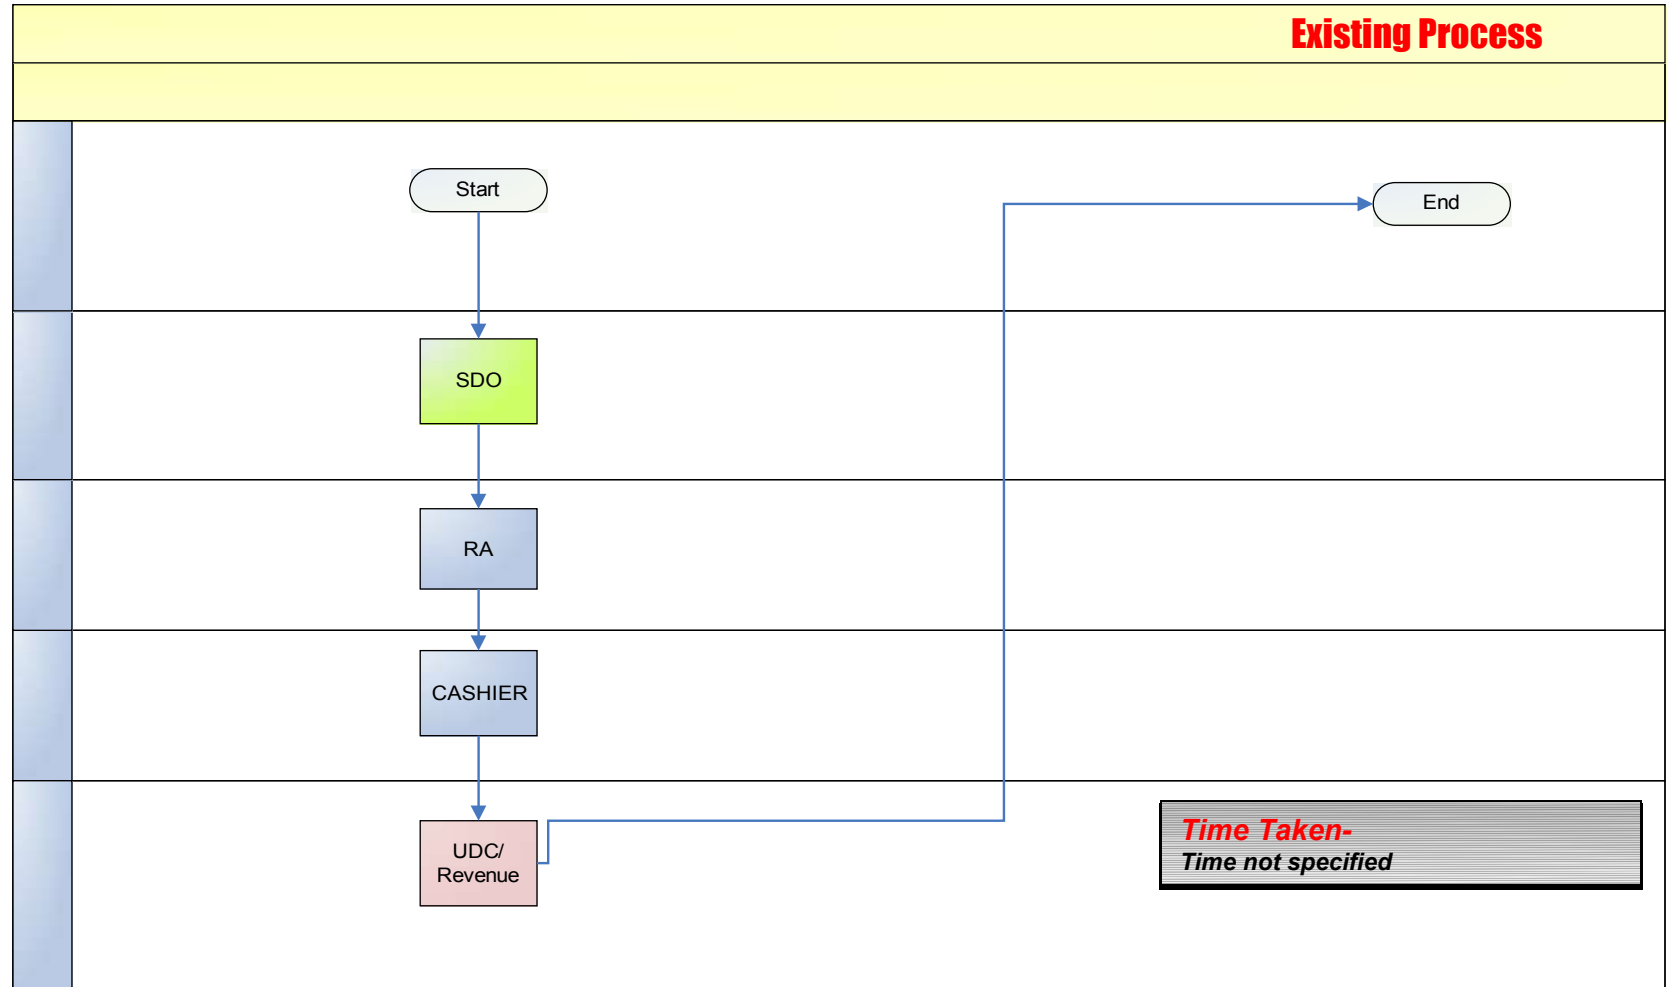 Existing Process
Start
End
SDO
RA
CASHIER
UDC/
Revenue
Time Taken-
Time not specified